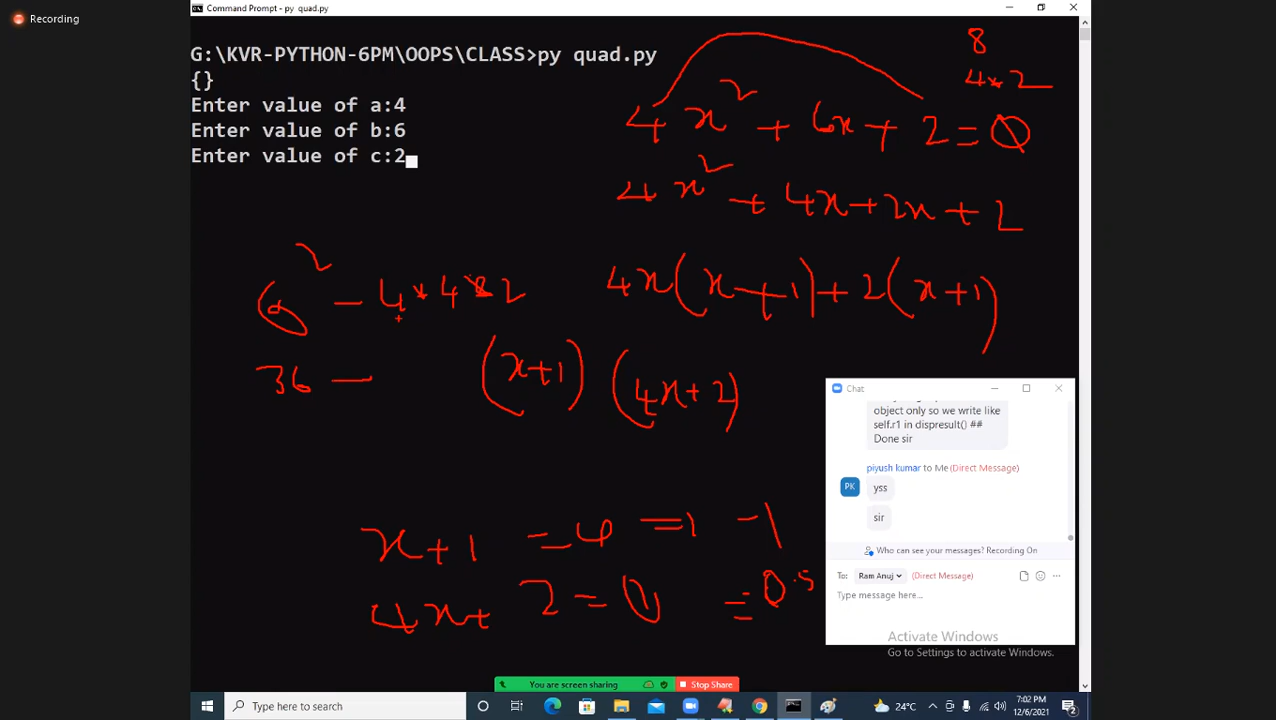 Recording
Command Prompt - py quad.py
G:\KVR-PYTHON-6PM\OOPS\CLASS>py quad.py
{}
Enter value of a:4
Enter value of b:6
Enter value of c:2
8
4*2
4x² + 6x + 2 = 0
4x² + 4x + 2x + 2
4x(x+1) + 2(x+1)
(x+1) (4x+2)
6² - 4*4*2
36 -
x+1 = 0 =1 -1
4x+ 2 = 0 = 0.5
Chat
object only so we write like
self.r1 in dispresult() ##
Done sir
piyush kumar to Me (Direct Message)
PK
yss
sir
Who can see your messages? Recording On
To: Ram Anuj (Direct Message)
Type message here...
Activate Windows
Go to Settings to activate Windows.
You are screen sharing
Stop Share
Type here to search
24°C
7:02 PM
12/6/2021
2